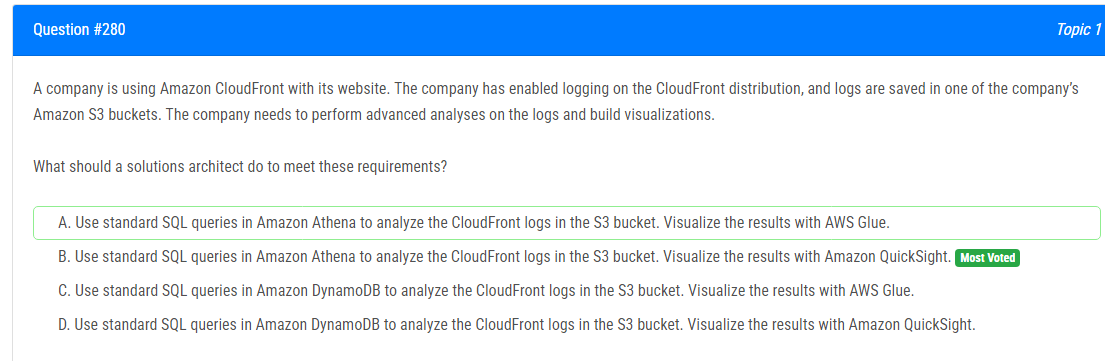 Question #280
Topic 1
A company is using Amazon CloudFront with its website. The company has enabled logging on the CloudFront distribution, and logs are saved in one of the company's
Amazon S3 buckets. The company needs to perform advanced analyses on the logs and build visualizations.
What should a solutions architect do to meet these requirements?
A. Use standard SQL queries in Amazon Athena to analyze the CloudFront logs in the S3 bucket. Visualize the results with AWS Glue.
B. Use standard SQL queries in Amazon Athena to analyze the CloudFront logs in the S3 bucket. Visualize the results with Amazon QuickSight. Most Voted
C. Use standard SQL queries in Amazon DynamoDB to analyze the CloudFront logs in the S3 bucket. Visualize the results with AWS Glue.
D. Use standard SQL queries in Amazon DynamoDB to analyze the CloudFront logs in the S3 bucket. Visualize the results with Amazon QuickSight.